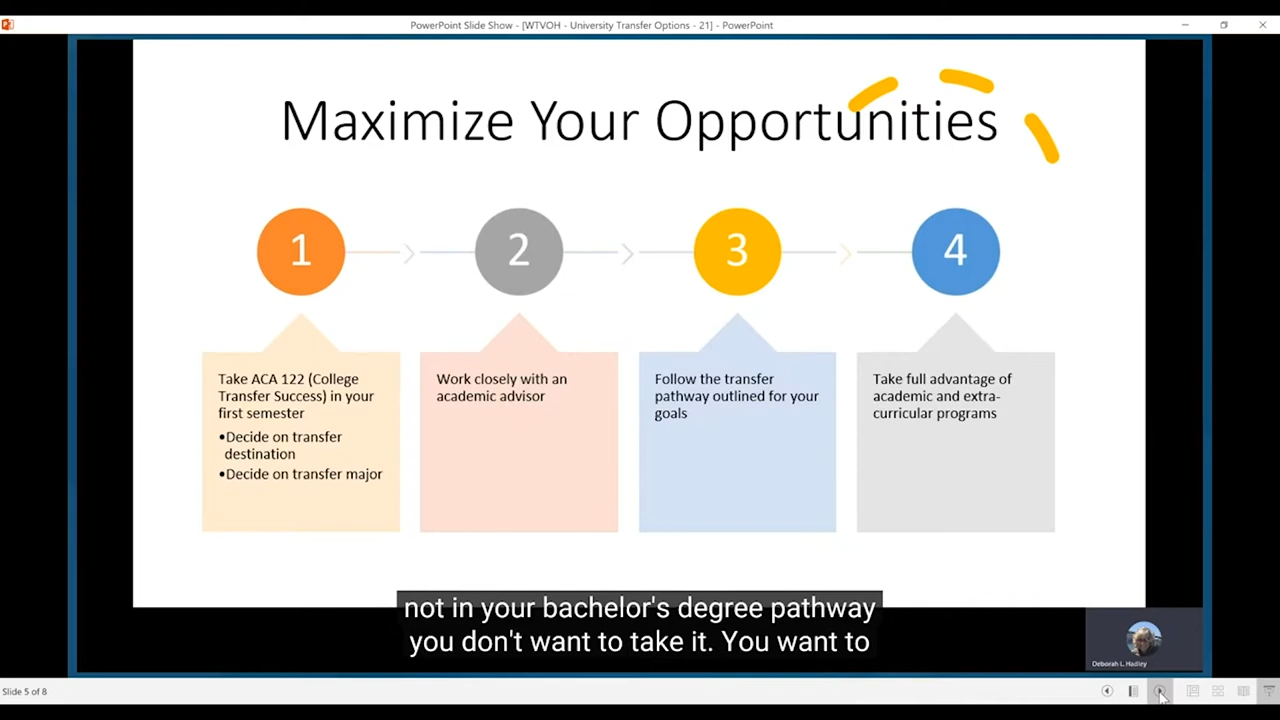 PowerPoint Slide Show - [WTVOH - University Transfer Options - 21] - PowerPoint
Maximize Your Opportunities
1
2
3
4
Take ACA 122 (College
Transfer Success) in your
first semester
•Decide on transfer
destination
•Decide on transfer major
Work closely with an
academic advisor
Follow the transfer
pathway outlined for your
goals
Take full advantage of
academic and extra-
curricular programs
not in your bachelor's degree pathway
you don't want to take it. You want to
Deborah L. Hadley
Slide 5 of 8